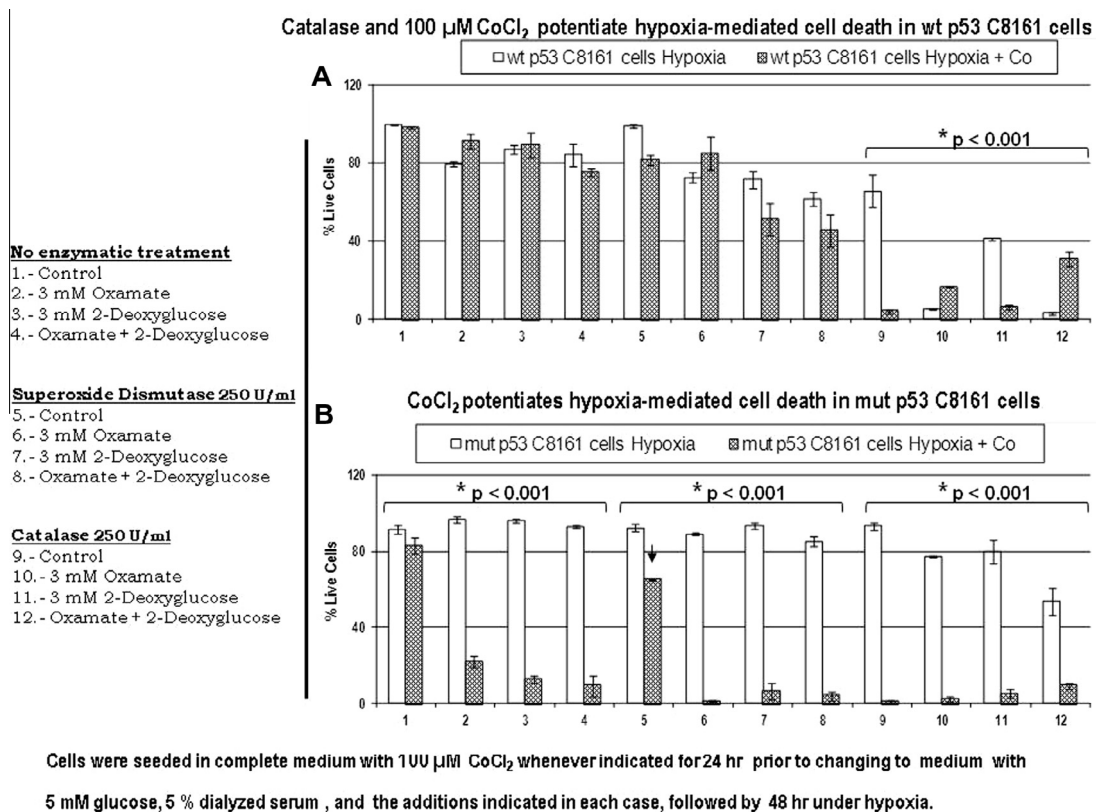 Catalase and 100 µM CoCl₂ potentiate hypoxia-mediated cell death in wt p53 C8161 cells
wt p53 C8161 cells Hypoxia wt p53 C8161 cells Hypoxia + Co
A
120
80
40
0
% Live Cells
* p < 0.001
1 2 3 4 5 6 7 8 9 10 11 12
No enzymatic treatment
1.- Control
2.- 3 mM Oxamate
3.- 3 mM 2-Deoxyglucose
4.- Oxamate + 2-Deoxyglucose
Superoxide Dismutase 250 U/ml
5.- Control
6.- 3 mM Oxamate
7.- 3 mM 2-Deoxyglucose
8.- Oxamate + 2-Deoxyglucose
Catalase 250 U/ml
9.- Control
10.- 3 mM Oxamate
11.- 3 mM 2-Deoxyglucose
12.- Oxamate + 2-Deoxyglucose
B
CoCl₂ potentiates hypoxia-mediated cell death in mut p53 C8161 cells
mut p53 C8161 cells Hypoxia mut p53 C8161 cells Hypoxia + Co
120
80
40
0
% Live Cells
* p < 0.001 * p < 0.001 * p < 0.001
1 2 3 4 5 6 7 8 9 10 11 12
Cells were seeded in complete medium with 100 µM CoCl₂ whenever indicated for 24 hr prior to changing to medium with
5 mM glucose, 5 % dialyzed serum , and the additions indicated in each case, followed by 48 hr under hypoxia.